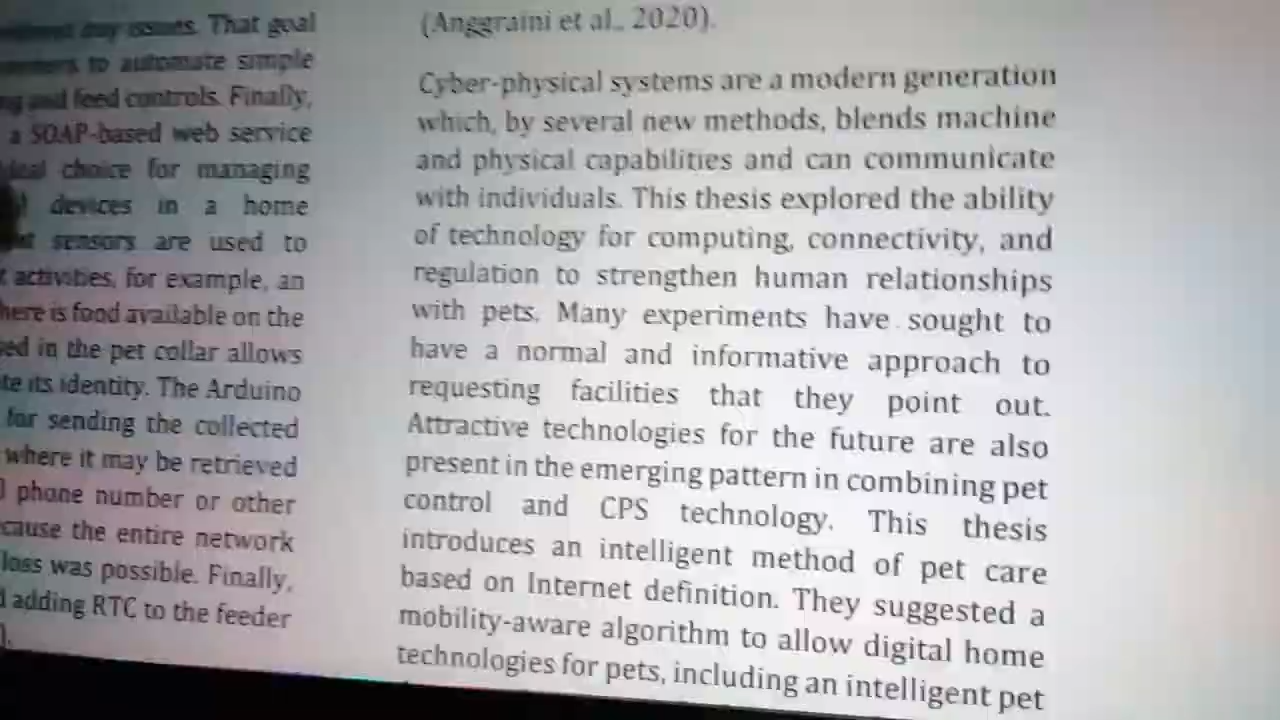 issues. That goal
to automate simple
and feed controls. Finally,
a SOAP-based web service
choice for managing
devices in a home
sensors are used to
activities, for example, an
here is food available on the
ed in the pet collar allows
te its identity. The Arduino
for sending the collected
where it may be retrieved
phone number or other
cause the entire network
loss was possible. Finally,
adding RTC to the feeder
).
(Anggraini et al., 2020).
Cyber-physical systems are a modern generation
which, by several new methods, blends machine
and physical capabilities and can communicate
with individuals. This thesis explored the ability
of technology for computing, connectivity, and
regulation to strengthen human relationships
with pets. Many experiments have sought to
have a normal and informative approach to
requesting facilities that they point out.
Attractive technologies for the future are also
present in the emerging pattern in combining pet
control and CPS technology. This thesis
introduces an intelligent method of pet care
based on Internet definition. They suggested a
mobility-aware algorithm to allow digital home
technologies for pets, including an intelligent pet